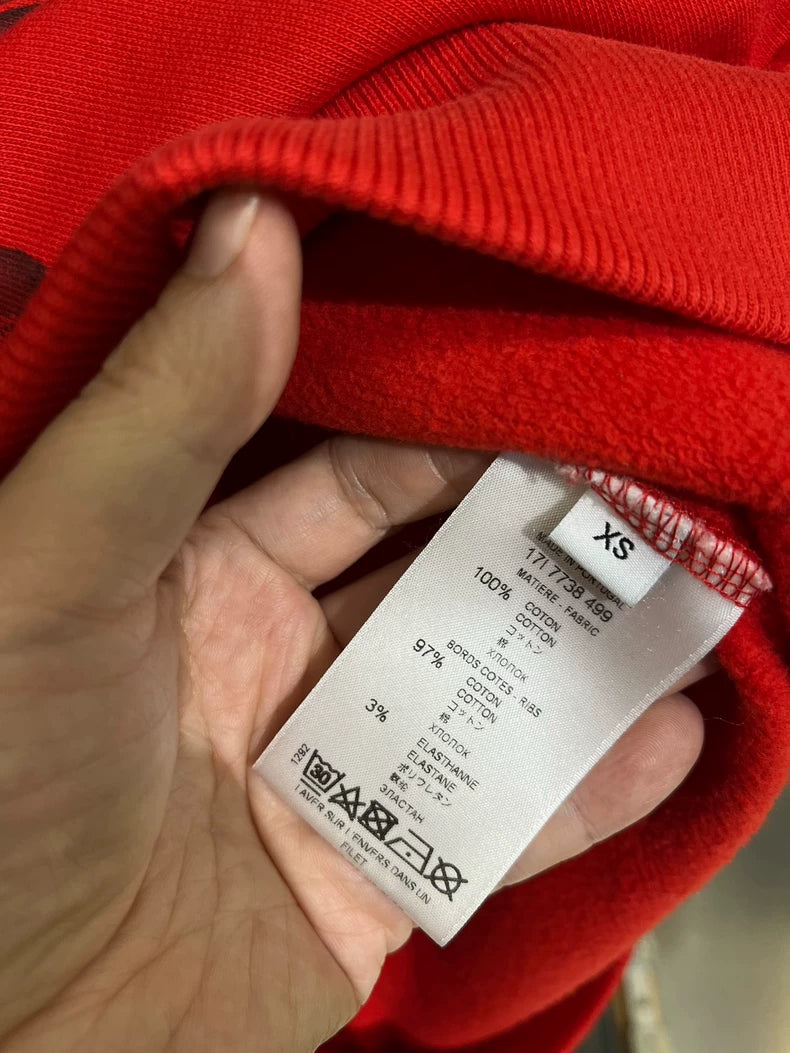 XS
MADE IN PORTUGAL
17I 7738 499
MATIERE - FABRIC
100% COTON
COTTON
コットン
棉
ХЛОПОК
BORDS COTES - RIBS
97% COTON
COTTON
コットン
棉
ХЛОПОК
3% ELASTHANNE
ELASTANE
ポリウレタン
氨纶
ЭЛАСТАН
1292
30
LAVER SUR L'ENVERS DANS UN
FILET